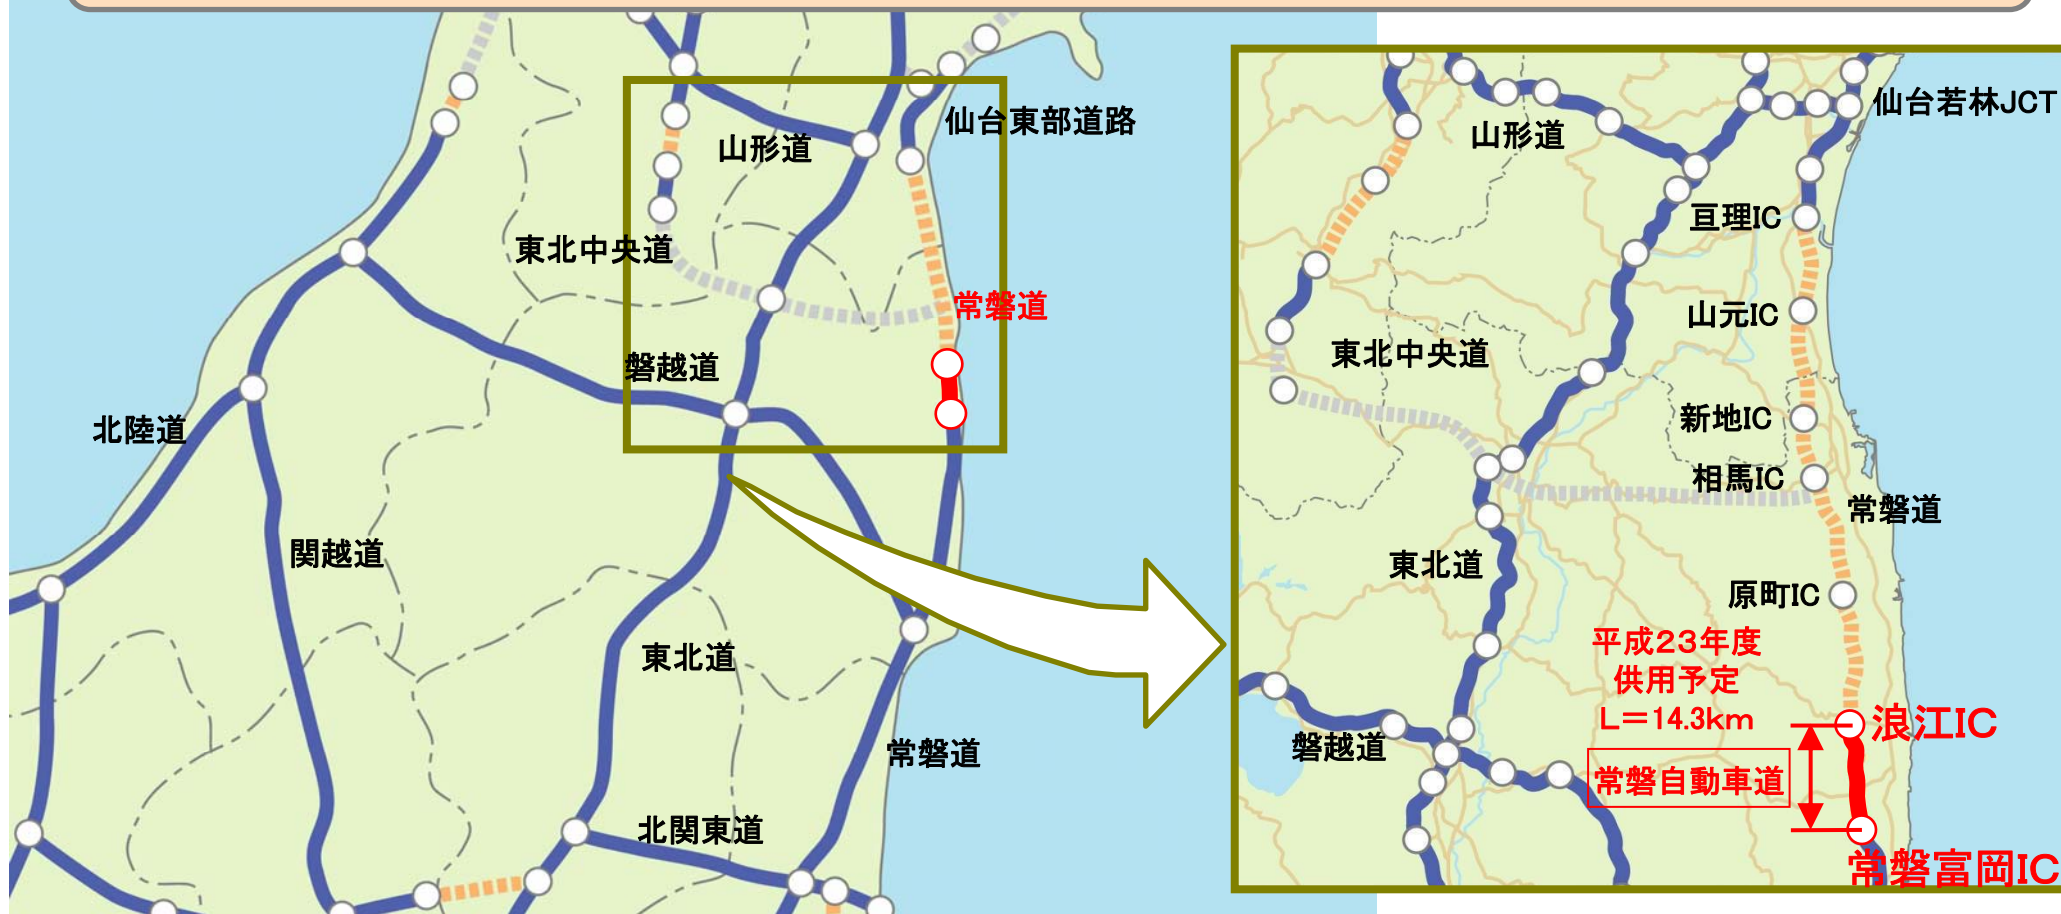 仙台東部道路
山形道
東北中央道
常磐道
磐越道
北陸道
関越道
東北道
常磐道
北関東道
仙台若林JCT
山形道
亘理IC
山元IC
東北中央道
新地IC
相馬IC
常磐道
東北道
原町IC
平成23年度
供用予定
L=14.3km
浪江IC
磐越道
常磐自動車道
常磐富岡IC